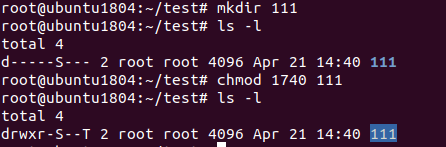 root@ubuntu1804:~/test# mkdir 111
root@ubuntu1804:~/test# ls -l
total 4
d-----S--- 2 root root 4096 Apr 21 14:40 111
root@ubuntu1804:~/test# chmod 1740 111
root@ubuntu1804:~/test# ls -l
total 4
drwxr-S--T 2 root root 4096 Apr 21 14:40 111